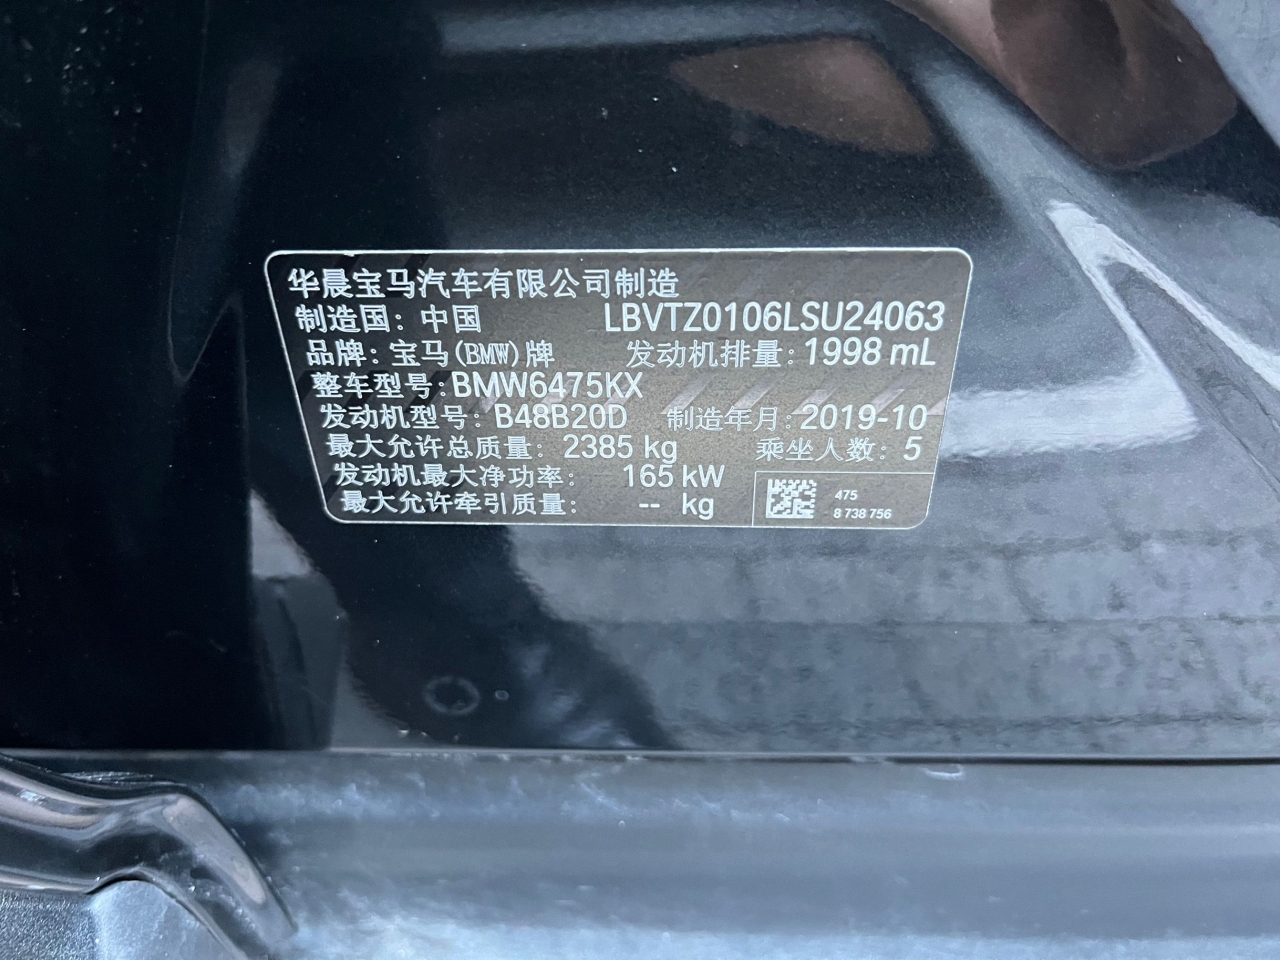 华晨宝马汽车有限公司制造
制造国：中国 LBVTZ0106LSU24063
品牌：宝马(BMW)牌 发动机排量：1998 mL
整车型号：BMW6475KX
发动机型号：B48B20D 制造年月：2019-10
最大允许总质量：2385 kg 乘坐人数：5
发动机最大净功率：165 kW
最大允许牵引质量：-- kg
475
8 738 756